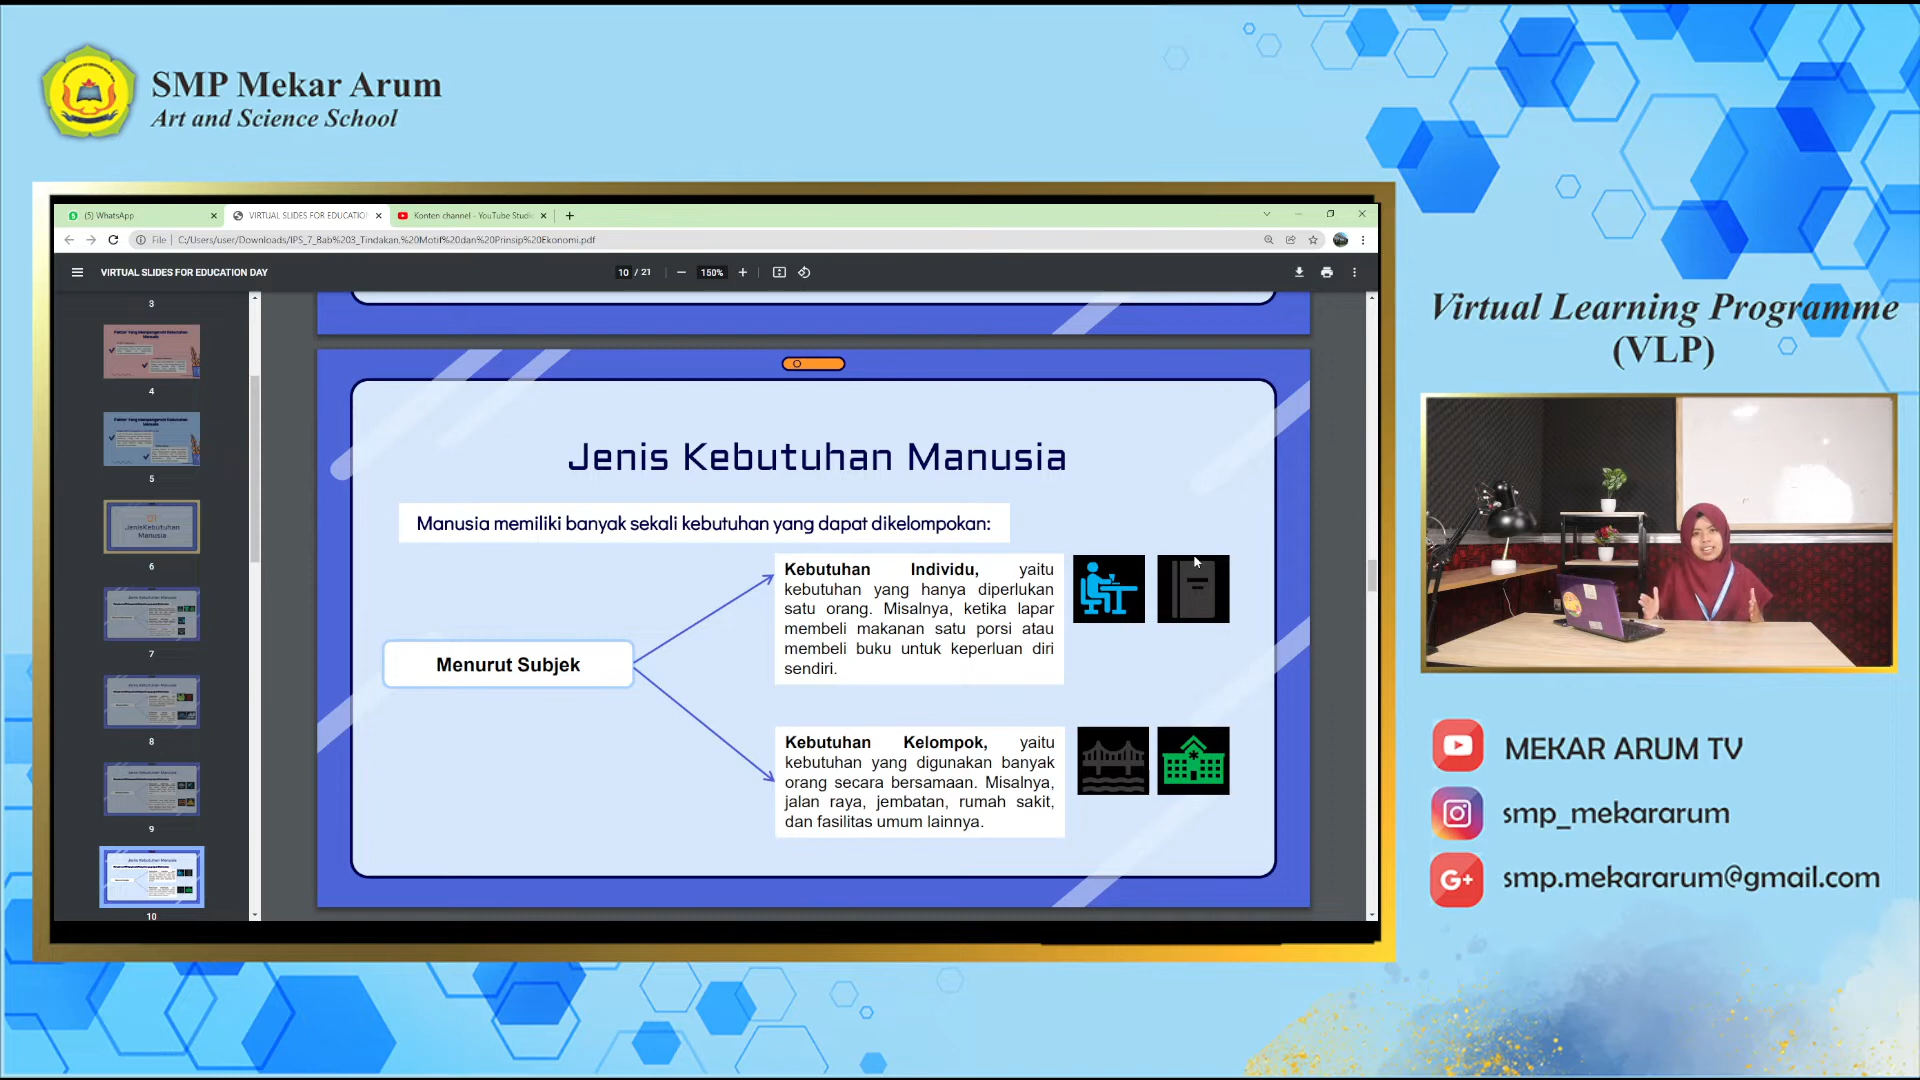 SMP Mekar Arum
Art and Science School
(5) WhatsApp
VIRTUAL SLIDES FOR EDUCATION
Konten channel - YouTube Studio
File
C:/Users/user/Downloads/IPS_7_Bab%203_Tindakan,%20Motif%20dan%20Prinsip%20Ekonomi.pdf
VIRTUAL SLIDES FOR EDUCATION DAY
10 / 21
150%
3
4
5
01
JenisKebutuhan
Manusia
6
7
8
9
10
Jenis Kebutuhan Manusia
Manusia memiliki banyak sekali kebutuhan yang dapat dikelompokan:
Menurut Subjek
Kebutuhan Individu, yaitu
kebutuhan yang hanya diperlukan
satu orang. Misalnya, ketika lapar
membeli makanan satu porsi atau
membeli buku untuk keperluan diri
sendiri.
Kebutuhan Kelompok, yaitu
kebutuhan yang digunakan banyak
orang secara bersamaan. Misalnya,
jalan raya, jembatan, rumah sakit,
dan fasilitas umum lainnya.
Virtual Learning Programme
(VLP)
MEKAR ARUM TV
smp_mekararum
G+
smp.mekararum@gmail.com